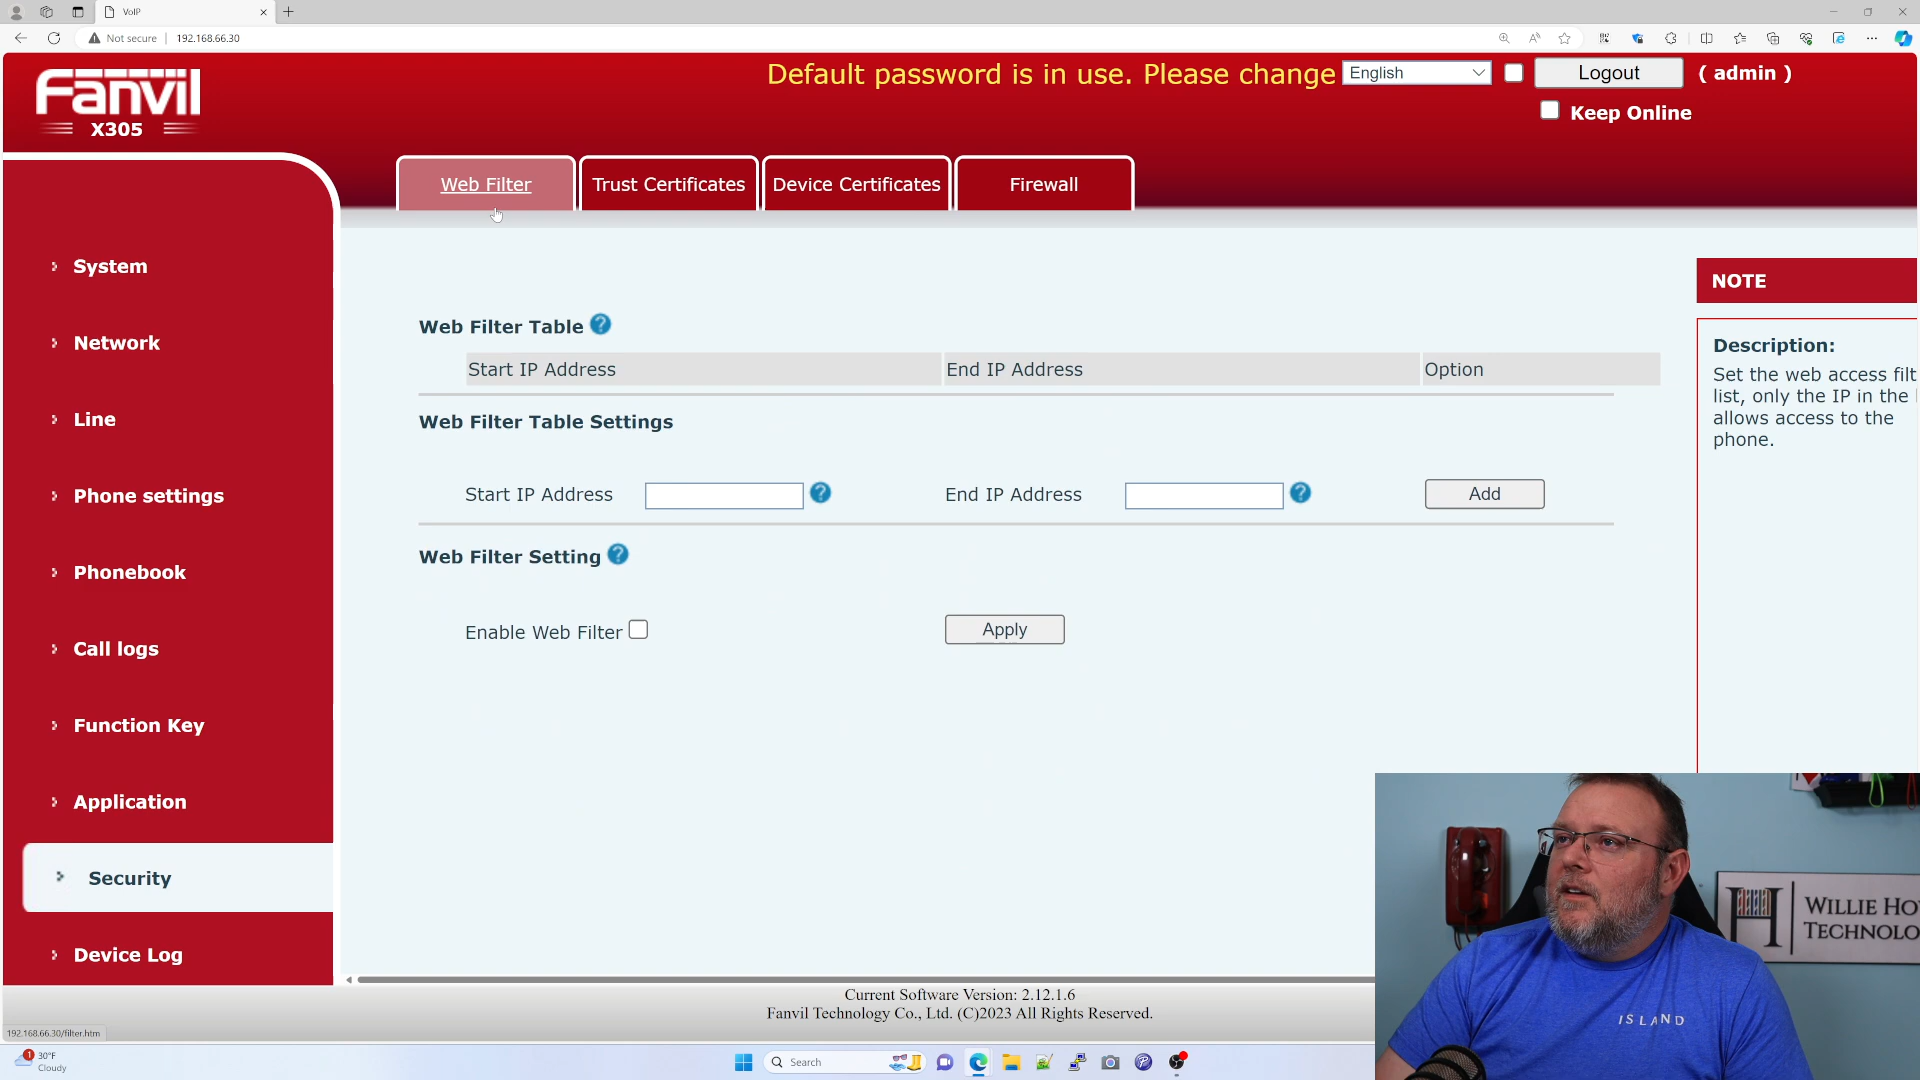 VoIP
Not secure
192.168.66.30
Fanvil
X305
Default password is in use. Please change
English
Logout
( admin )
Keep Online
Web Filter
Trust Certificates
Device Certificates
Firewall
System
Network
Line
Phone settings
Phonebook
Call logs
Function Key
Application
Security
Device Log
Web Filter Table
Start IP Address
End IP Address
Option
Web Filter Table Settings
Start IP Address
End IP Address
Add
Web Filter Setting
Enable Web Filter
Apply
NOTE
Description:
Set the web access filt
list, only the IP in the
allows access to the
phone.
WILLIE HO
TECHNOLO
ISLAND
Current Software Version: 2.12.1.6
Fanvil Technology Co., Ltd. (C)2023 All Rights Reserved.
192.168.66.30/filter.htm
1
30°F
Cloudy
Search